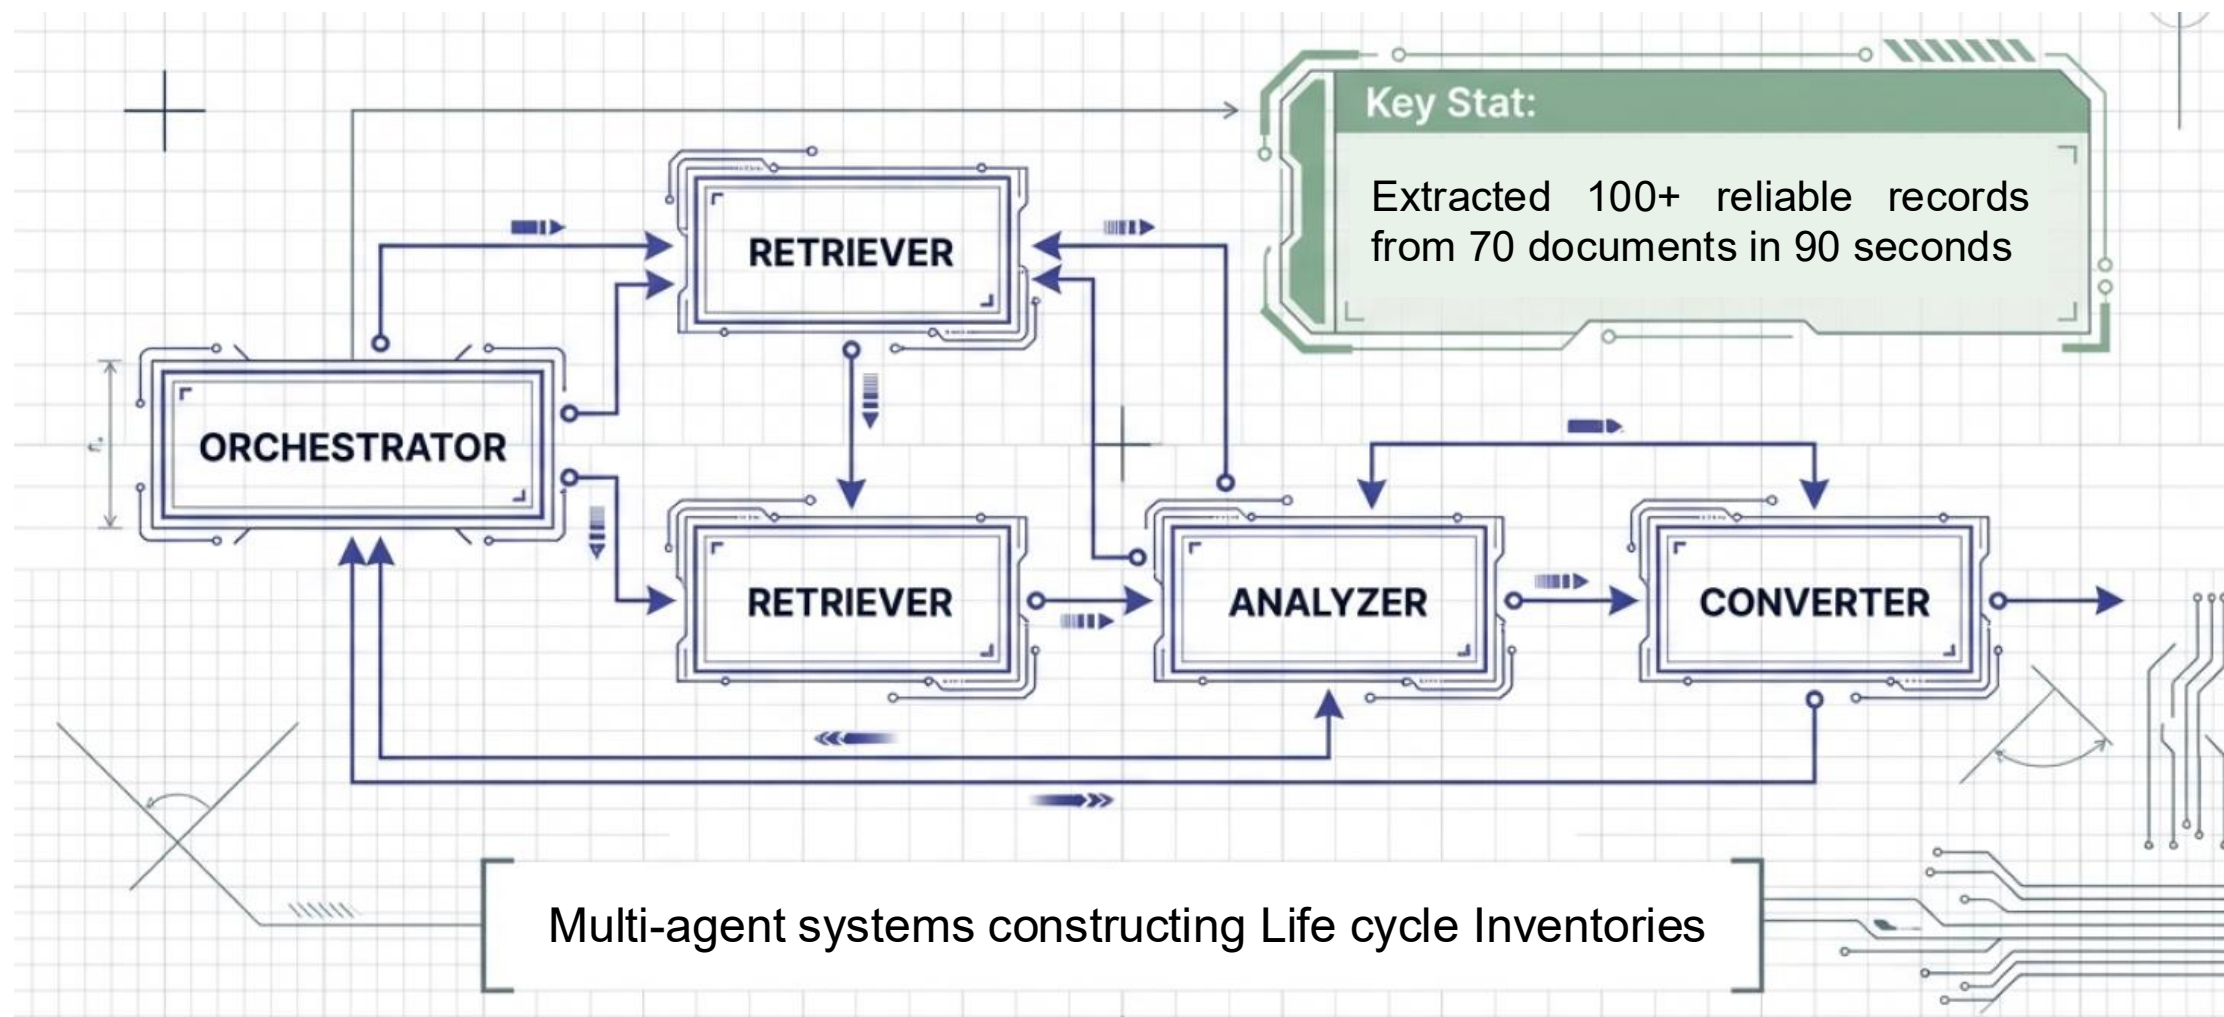 Key Stat:
Extracted 100+ reliable records
from 70 documents in 90 seconds
RETRIEVER
ORCHESTRATOR
RETRIEVER
ANALYZER
CONVERTER
Multi-agent systems constructing Life cycle Inventories